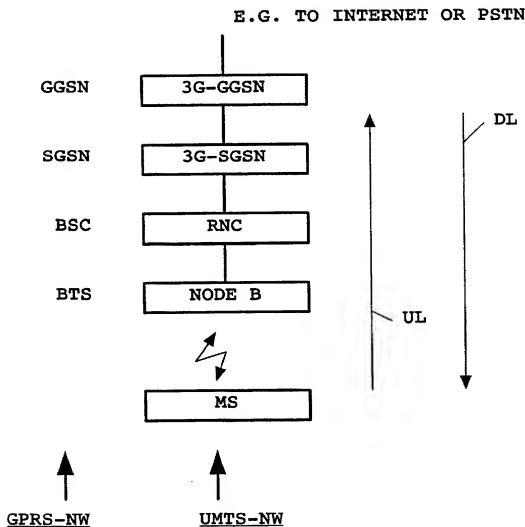 E.G. TO INTERNET OR PSTN
GGSN 3G-GGSN
DL
SGSN 3G-SGSN
BSC RNC
BTS NODE B
UL
MS
GPRS-NW UMTS-NW